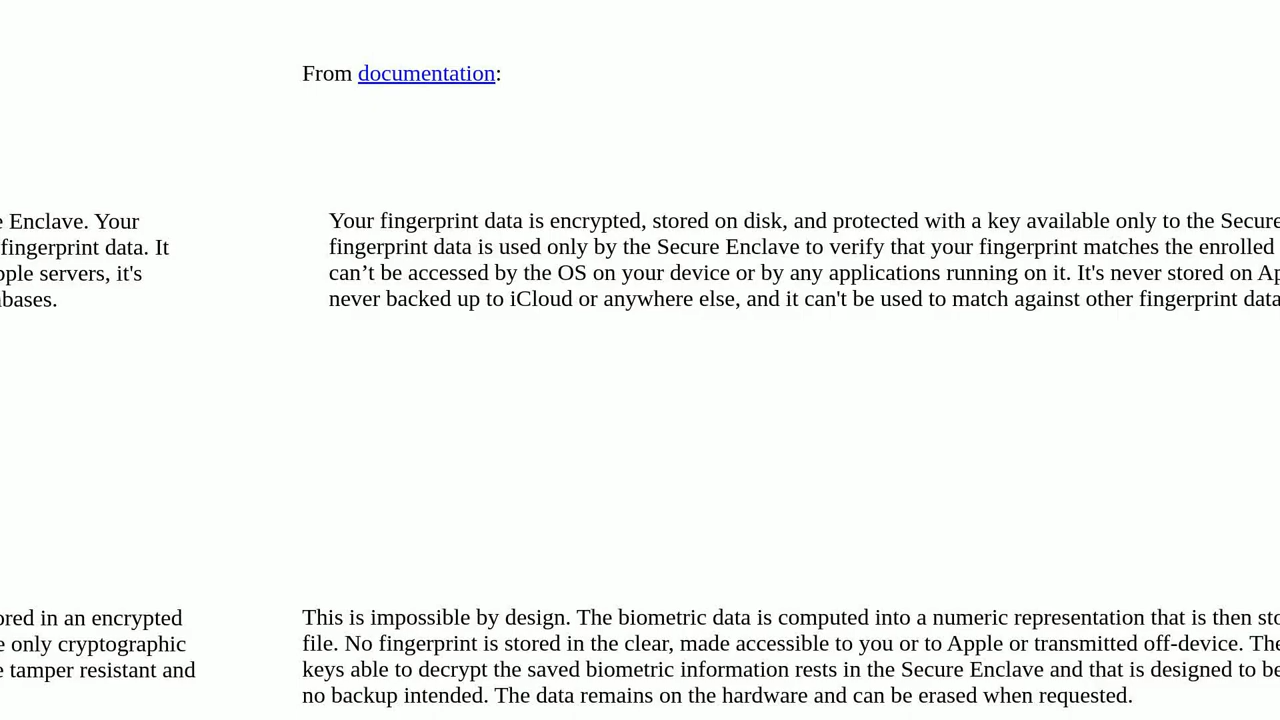 From documentation:
e Enclave. Your
fingerprint data. It
pple servers, it's
abases.
Your fingerprint data is encrypted, stored on disk, and protected with a key available only to the Secure
fingerprint data is used only by the Secure Enclave to verify that your fingerprint matches the enrolled
can’t be accessed by the OS on your device or by any applications running on it. It's never stored on Ap
never backed up to iCloud or anywhere else, and it can't be used to match against other fingerprint data
ored in an encrypted
e only cryptographic
e tamper resistant and
This is impossible by design. The biometric data is computed into a numeric representation that is then sto
file. No fingerprint is stored in the clear, made accessible to you or to Apple or transmitted off-device. The
keys able to decrypt the saved biometric information rests in the Secure Enclave and that is designed to be
no backup intended. The data remains on the hardware and can be erased when requested.